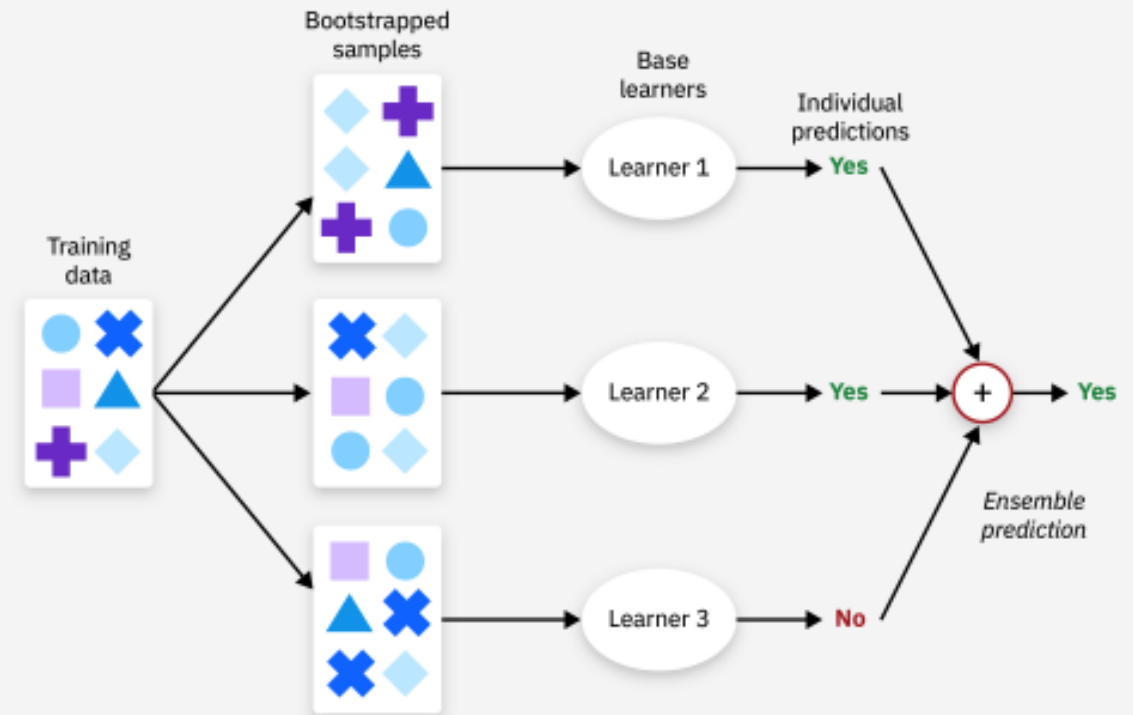 Bootstrapped
samples
Base
learners
Individual
predictions
Learner 1
Yes
Training
data
Learner 2
Yes
+
Yes
Ensemble
prediction
Learner 3
No